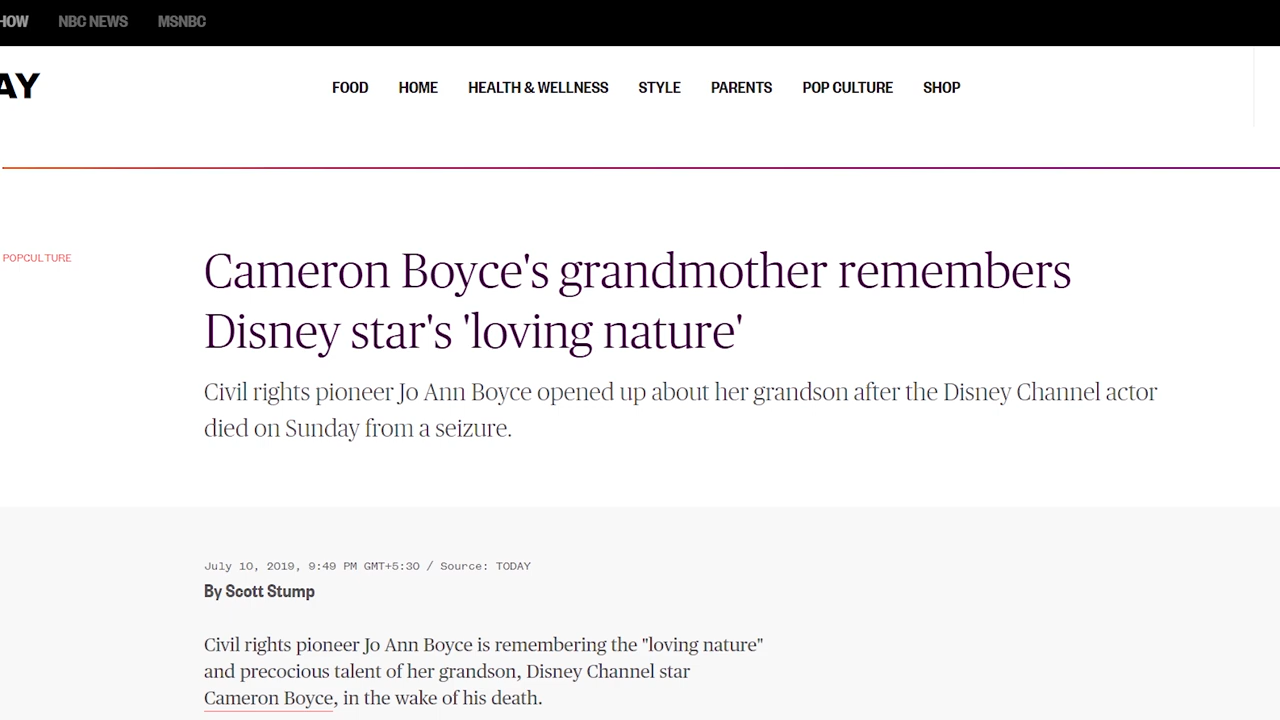 HOW NBC NEWS MSNBC
AY FOOD HOME HEALTH & WELLNESS STYLE PARENTS POP CULTURE SHOP
POPCULTURE
Cameron Boyce's grandmother remembers
Disney star's 'loving nature'
Civil rights pioneer Jo Ann Boyce opened up about her grandson after the Disney Channel actor
died on Sunday from a seizure.
July 10, 2019, 9:49 PM GMT+5:30 / Source: TODAY
By Scott Stump
Civil rights pioneer Jo Ann Boyce is remembering the "loving nature"
and precocious talent of her grandson, Disney Channel star
Cameron Boyce, in the wake of his death.